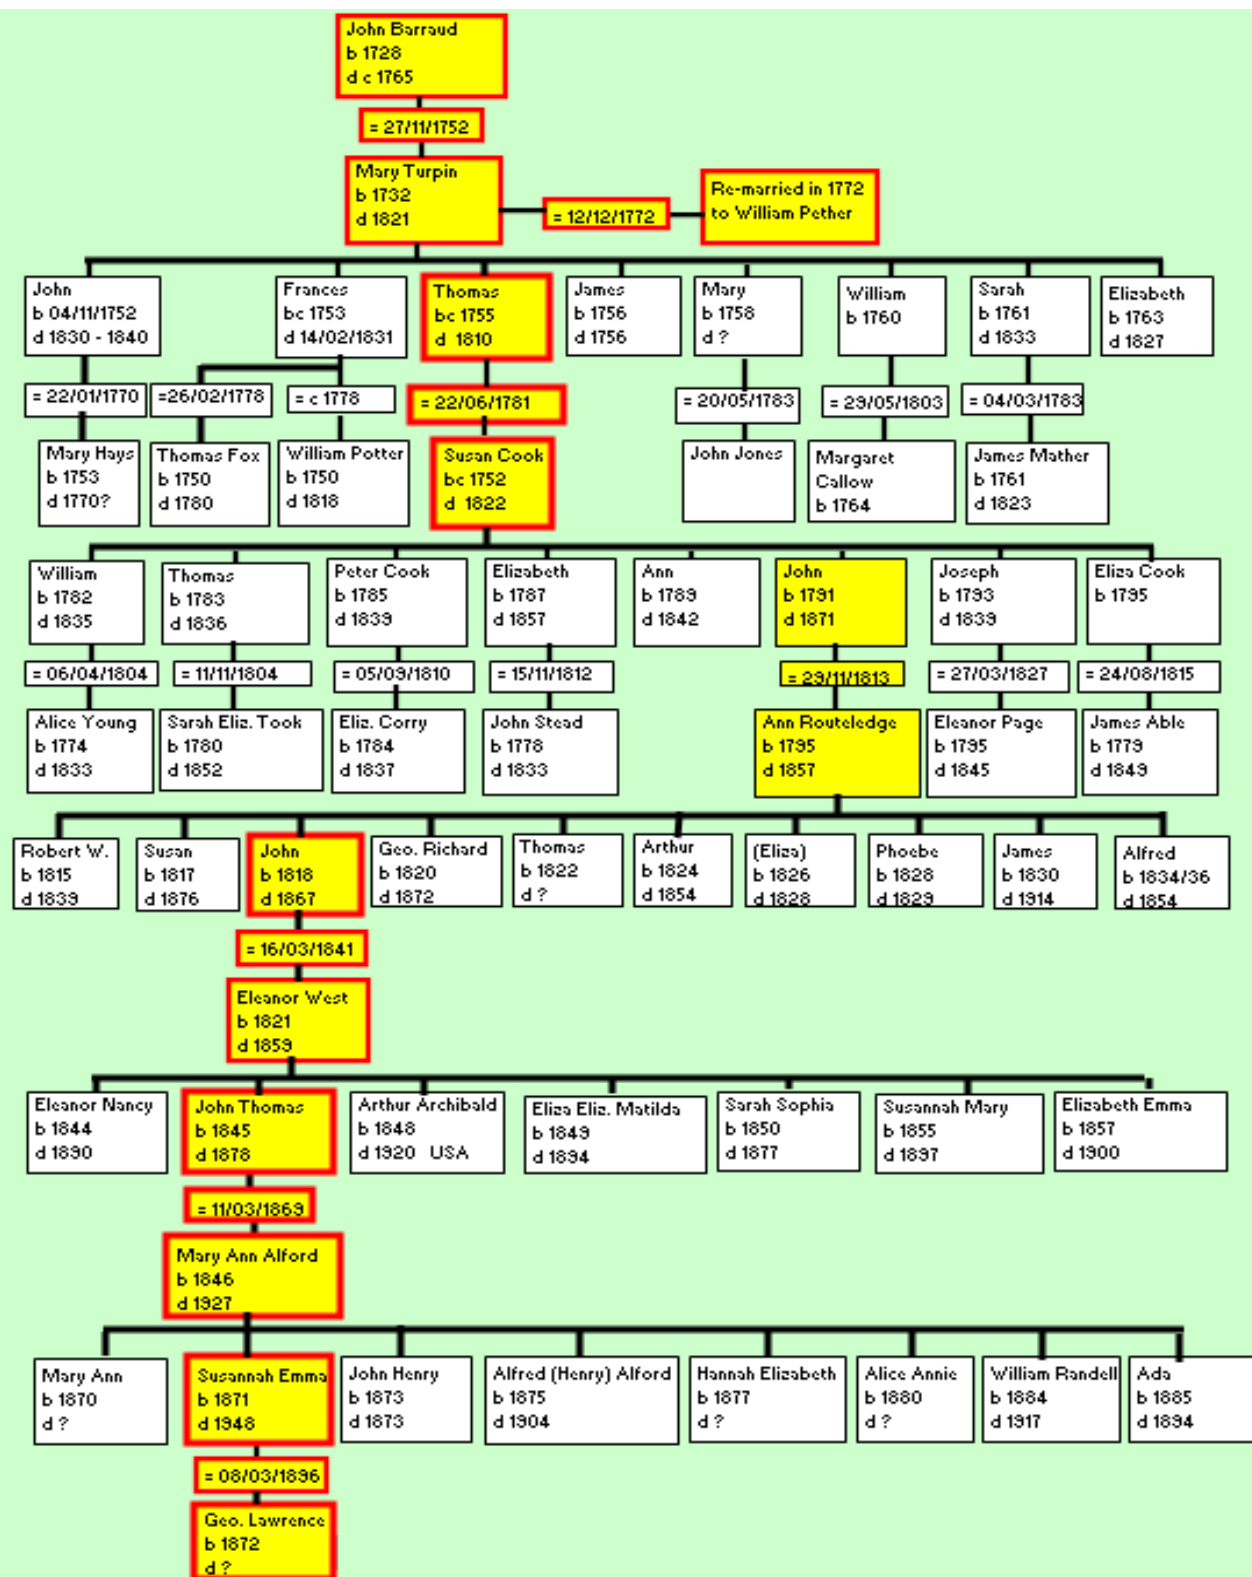 John Barraud
b 1728
d c 1765
= 27/11/1752
Mary Turpin
b 1732
d 1821
= 12/12/1772
Re-married in 1772
to William Pether
John
b 04/11/1752
d 1830 - 1840
Frances
bc 1753
d 14/02/1831
Thomas
bc 1755
d 1810
James
b 1756
d 1756
Mary
b 1758
d ?
William
b 1760
Sarah
b 1761
d 1833
Elizabeth
b 1763
d 1827
= 22/01/1770
=26/02/1778
= c 1778
= 22/06/1781
= 20/05/1783
= 29/05/1803
= 04/03/1783
Mary Hays
b 1753
d 1770?
Thomas Fox
b 1750
d 1780
William Potter
b 1750
d 1818
Susan Cook
bc 1752
d 1822
John Jones
Margaret
Callow
b 1764
James Mather
b 1761
d 1823
William
b 1782
d 1835
Thomas
b 1783
d 1836
Peter Cook
b 1785
d 1839
Elizabeth
b 1787
d 1857
Ann
b 1789
d 1842
John
b 1791
d 1871
Joseph
b 1793
d 1839
Eliza Cook
b 1795
= 06/04/1804
= 11/11/1804
= 05/09/1810
= 15/11/1812
= 29/11/1813
= 27/03/1827
= 24/08/1815
Alice Young
b 1774
d 1833
Sarah Eliz. Took
b 1780
d 1852
Eliz. Corry
b 1784
d 1837
John Stead
b 1778
d 1833
Ann Routeledge
b 1795
d 1857
Eleanor Page
b 1795
d 1845
James Able
b 1779
d 1849
Robert W.
b 1815
d 1839
Susan
b 1817
d 1876
John
b 1818
d 1867
Geo. Richard
b 1820
d 1872
Thomas
b 1822
d ?
Arthur
b 1824
d 1854
(Eliza)
b 1826
d 1828
Phoebe
b 1828
d 1829
James
b 1830
d 1914
Alfred
b 1834/36
d 1854
= 16/03/1841
Eleanor West
b 1821
d 1859
Eleanor Nancy
b 1844
d 1890
John Thomas
b 1845
d 1878
Arthur Archibald
b 1848
d 1920 USA
Eliza Eliz. Matilda
b 1849
d 1894
Sarah Sophia
b 1850
d 1877
Susannah Mary
b 1855
d 1897
Elizabeth Emma
b 1857
d 1900
= 11/03/1869
Mary Ann Alford
b 1846
d 1927
Mary Ann
b 1870
d ?
Susannah Emma
b 1871
d 1948
John Henry
b 1873
d 1873
Alfred (Henry) Alford
b 1875
d 1904
Hannah Elizabeth
b 1877
d ?
Alice Annie
b 1880
d ?
William Randell
b 1884
d 1917
Ada
b 1885
d 1894
= 08/03/1896
Geo. Lawrence
b 1872
d ?